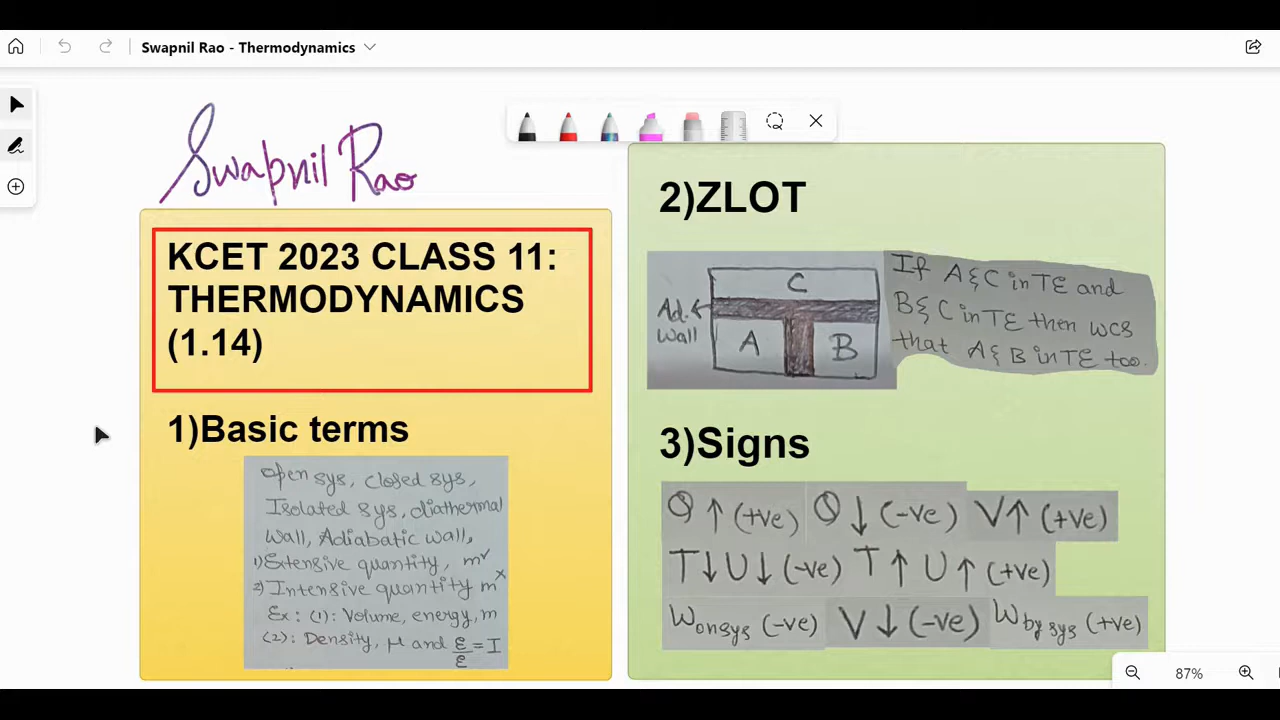 Swapnil Rao - Thermodynamics
Swapnil Rao
KCET 2023 CLASS 11:
THERMODYNAMICS
(1.14)
1)Basic terms
Open sys, closed sys,
Isolated sys, diathermal
wall, Adiabatic wall,
1) Extensive quantity, m✓
2) Intensive quantity m×
Ex: (1): Volume, energy, m
(2): Density, μ and E/E = I
2)ZLOT
C
Ad. wall
A B
If A & C in TE and
B & C in TE then wcs
that A & B in TE too.
3)Signs
Q ↑ (+ve) Q ↓ (-ve) V↑ (+ve)
T↓ U↓ (-ve) T ↑ U ↑ (+ve)
Won sys (-ve) V ↓ (-ve) Wby sys (+ve)
87%